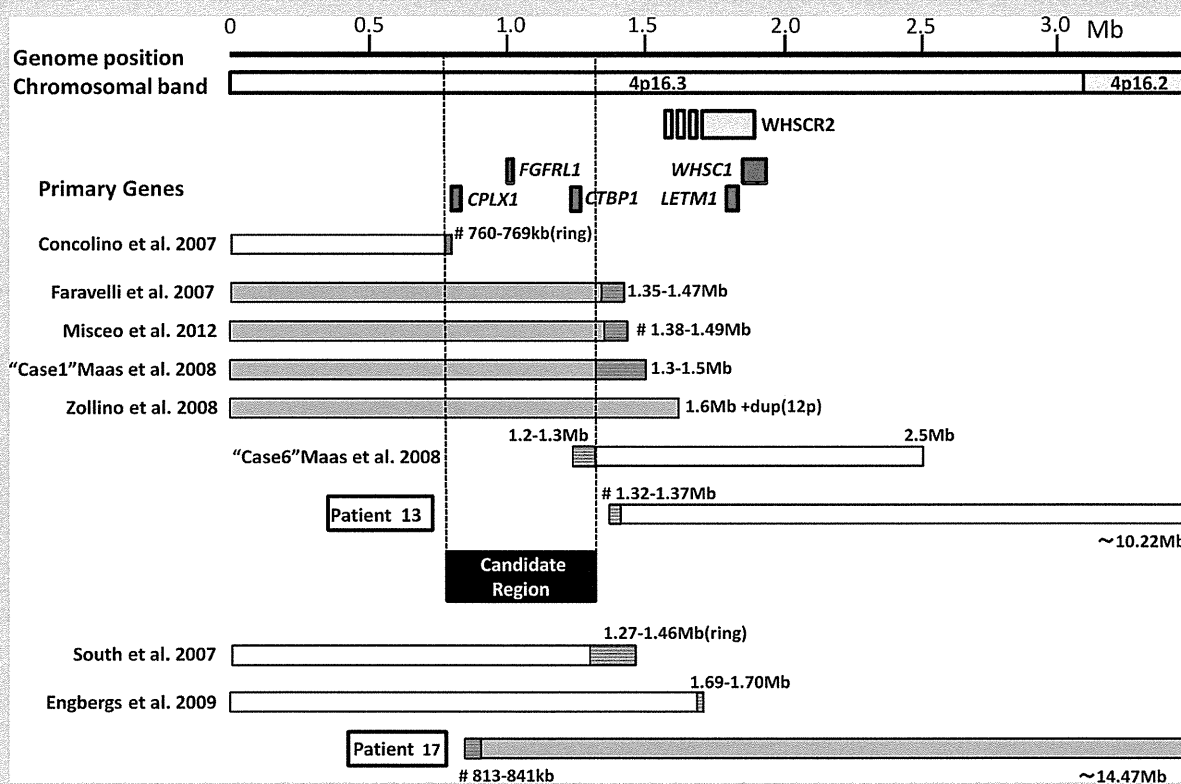 0 0.5 1.0 1.5 2.0 2.5 3.0 Mb
Genome position
Chromosomal band 4p16.3 4p16.2
WHSCR2
FGFRL1 WHSC1
Primary Genes
CPLX1 CTBP1 LETM1
Concolino et al. 2007 # 760-769kb(ring)
Faravelli et al. 2007 1.35-1.47Mb
Misceo et al. 2012 # 1.38-1.49Mb
“Case1”Maas et al. 2008 1.3-1.5Mb
Zollino et al. 2008 1.6Mb +dup(12p)
1.2-1.3Mb 2.5Mb
“Case6”Maas et al. 2008
# 1.32-1.37Mb
Patient 13
～10.22Mb
Candidate
Region
1.27-1.46Mb(ring)
South et al. 2007
1.69-1.70Mb
Engbergs et al. 2009
Patient 17
# 813-841kb ～14.47Mb